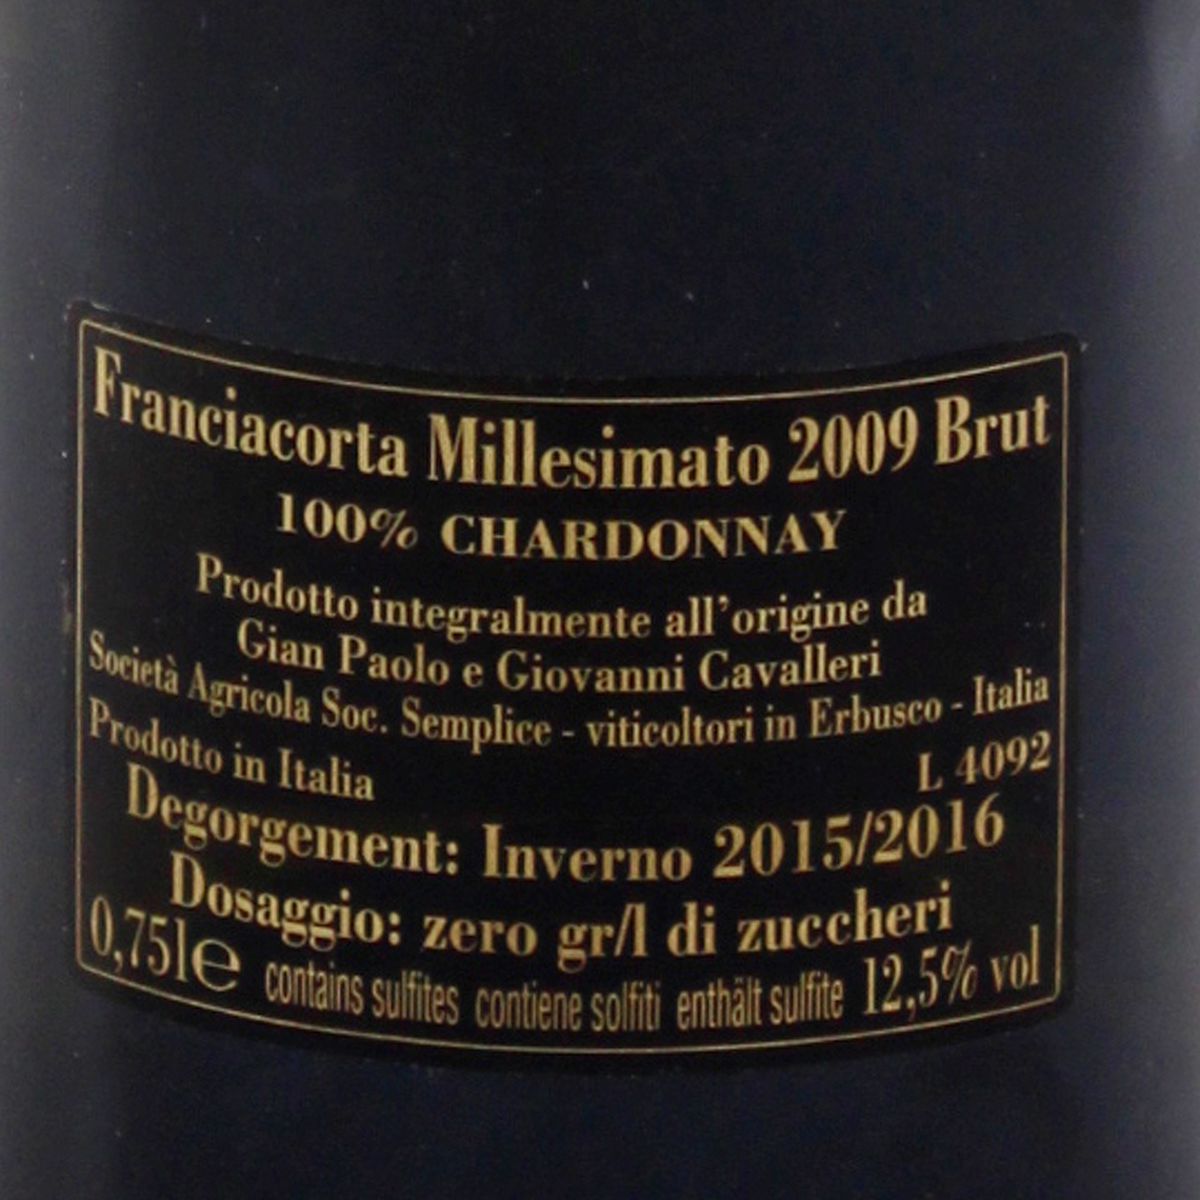 Franciacorta Millesimato 2009 Brut
100% CHARDONNAY
Prodotto integralmente all'origine da
Gian Paolo e Giovanni Cavalleri
Società Agricola Soc. Semplice - viticoltori in Erbusco - Italia
Prodotto in Italia L 4092
Degorgement: Inverno 2015/2016
Dosaggio: zero gr/l di zuccheri
0,75l℮ contains sulfites contiene solfiti enthält sulfite 12,5% vol